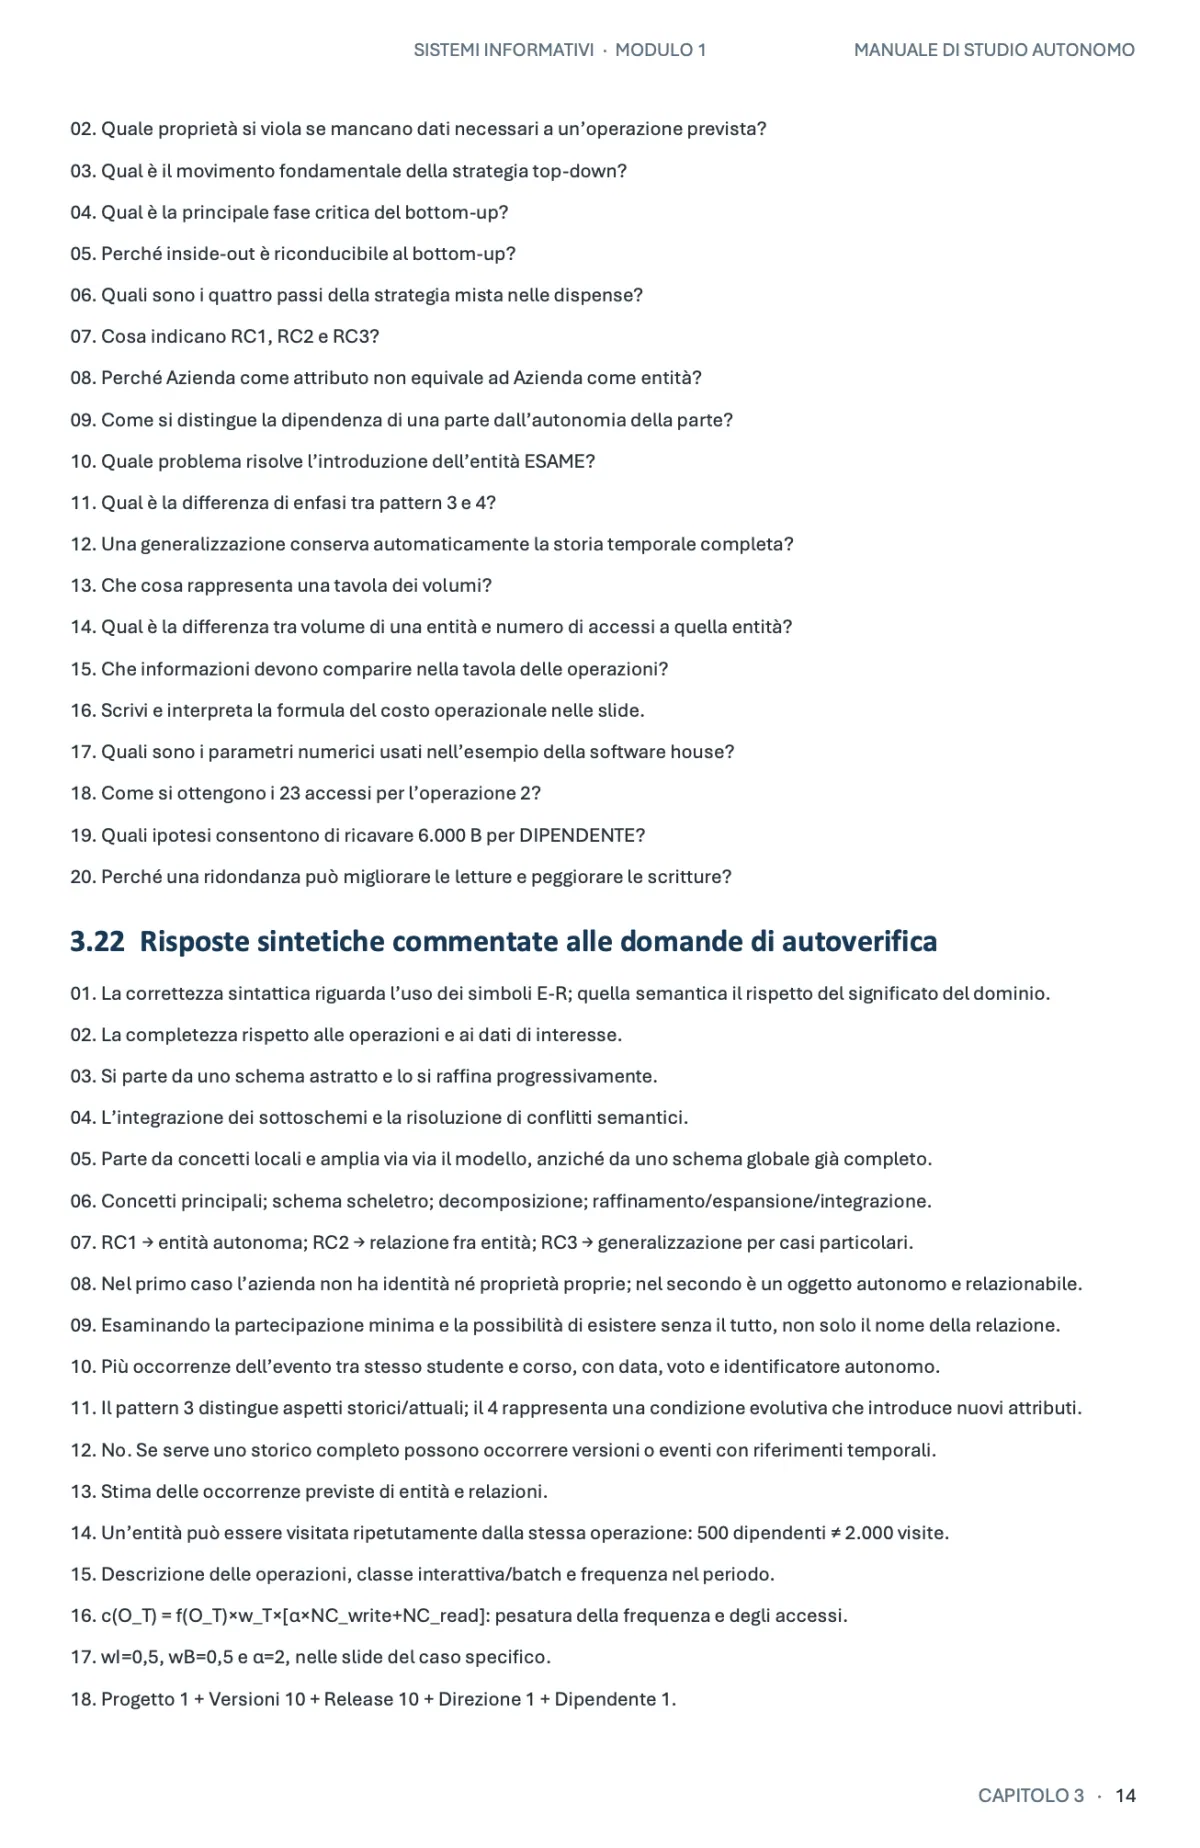 SISTEMI INFORMATIVI · MODULO 1 MANUALE DI STUDIO AUTONOMO
02. Quale proprietà si viola se mancano dati necessari a un’operazione prevista?
03. Qual è il movimento fondamentale della strategia top-down?
04. Qual è la principale fase critica del bottom-up?
05. Perché inside-out è riconducibile al bottom-up?
06. Quali sono i quattro passi della strategia mista nelle dispense?
07. Cosa indicano RC1, RC2 e RC3?
08. Perché Azienda come attributo non equivale ad Azienda come entità?
09. Come si distingue la dipendenza di una parte dall’autonomia della parte?
10. Quale problema risolve l’introduzione dell’entità ESAME?
11. Qual è la differenza di enfasi tra pattern 3 e 4?
12. Una generalizzazione conserva automaticamente la storia temporale completa?
13. Che cosa rappresenta una tavola dei volumi?
14. Qual è la differenza tra volume di una entità e numero di accessi a quella entità?
15. Che informazioni devono comparire nella tavola delle operazioni?
16. Scrivi e interpreta la formula del costo operazionale nelle slide.
17. Quali sono i parametri numerici usati nell’esempio della software house?
18. Come si ottengono i 23 accessi per l’operazione 2?
19. Quali ipotesi consentono di ricavare 6.000 B per DIPENDENTE?
20. Perché una ridondanza può migliorare le letture e peggiorare le scritture?
3.22 Risposte sintetiche commentate alle domande di autoverifica
01. La correttezza sintattica riguarda l’uso dei simboli E-R; quella semantica il rispetto del significato del dominio.
02. La completezza rispetto alle operazioni e ai dati di interesse.
03. Si parte da uno schema astratto e lo si raffina progressivamente.
04. L’integrazione dei sottoschemi e la risoluzione di conflitti semantici.
05. Parte da concetti locali e amplia via via il modello, anziché da uno schema globale già completo.
06. Concetti principali; schema scheletro; decomposizione; raffinamento/espansione/integrazione.
07. RC1 → entità autonoma; RC2 → relazione fra entità; RC3 → generalizzazione per casi particolari.
08. Nel primo caso l’azienda non ha identità né proprietà proprie; nel secondo è un oggetto autonomo e relazionabile.
09. Esaminando la partecipazione minima e la possibilità di esistere senza il tutto, non solo il nome della relazione.
10. Più occorrenze dell’evento tra stesso studente e corso, con data, voto e identificatore autonomo.
11. Il pattern 3 distingue aspetti storici/attuali; il 4 rappresenta una condizione evolutiva che introduce nuovi attributi.
12. No. Se serve uno storico completo possono occorrere versioni o eventi con riferimenti temporali.
13. Stima delle occorrenze previste di entità e relazioni.
14. Un’entità può essere visitata ripetutamente dalla stessa operazione: 500 dipendenti ≠ 2.000 visite.
15. Descrizione delle operazioni, classe interattiva/batch e frequenza nel periodo.
16. c(O_T) = f(O_T)×w_T×[α×NC_write+NC_read]: pesatura della frequenza e degli accessi.
17. wI=0,5, wB=0,5 e α=2, nelle slide del caso specifico.
18. Progetto 1 + Versioni 10 + Release 10 + Direzione 1 + Dipendente 1.
CAPITOLO 3 · 14